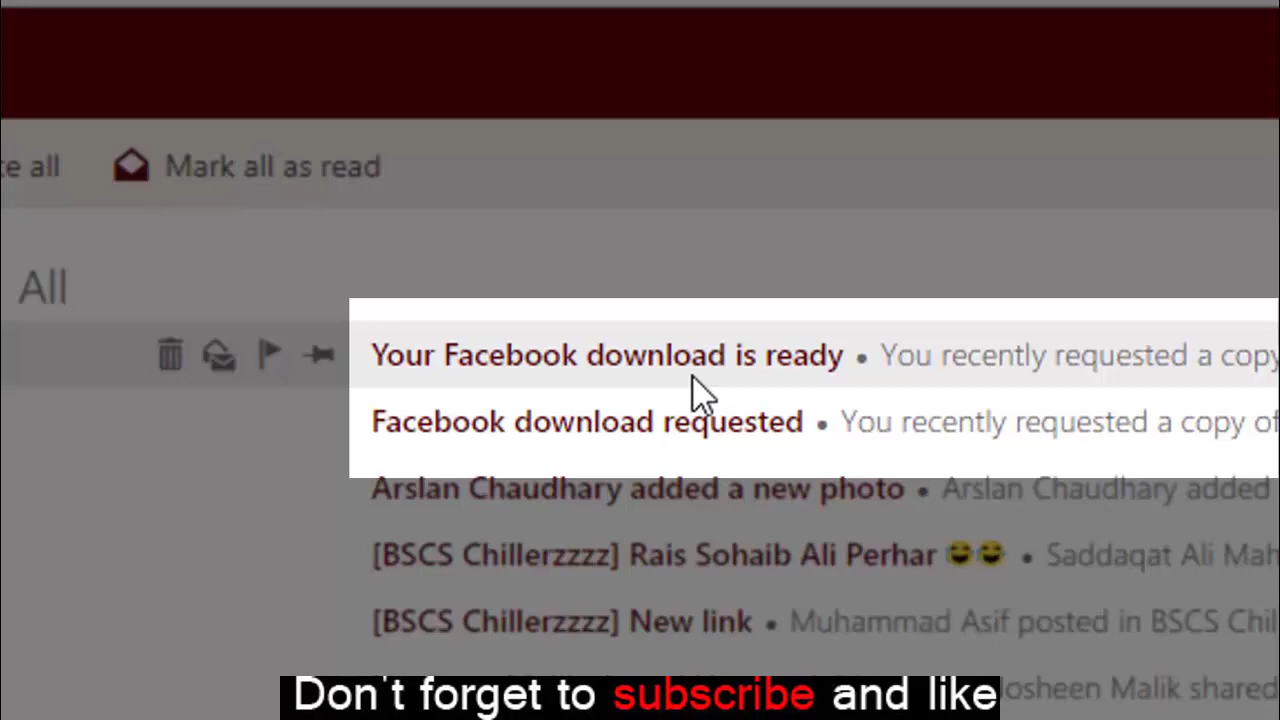 te all Mark all as read
All
Your Facebook download is ready • You recently requested a copy
Facebook download requested • You recently requested a copy of
Arslan Chaudhary added a new photo • Arslan Chaudhary added
[BSCS Chillerzzzz] Rais Sohaib Ali Perhar 😂😂 • Saddaqat Ali Mah
[BSCS Chillerzzzz] New link • Muhammad Asif posted in BSCS Chil
Josheen Malik shared
Don't forget to subscribe and like